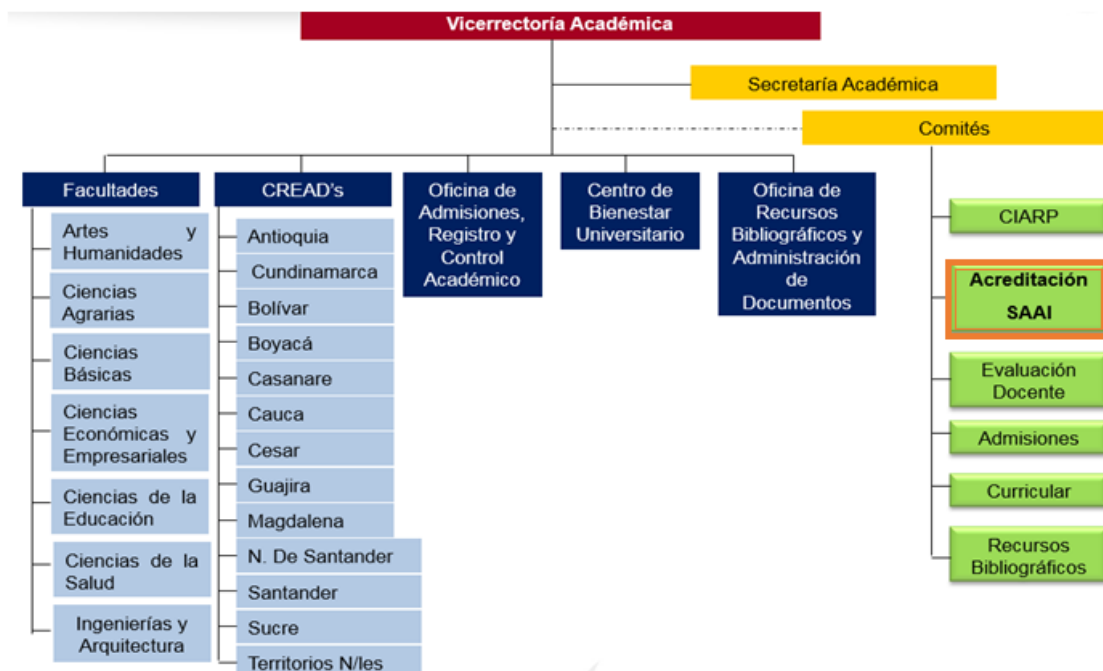 Vicerrectoría Académica
Secretaría Académica
Comités
Facultades
Artes y
Humanidades
Ciencias
Agrarias
Ciencias
Básicas
Ciencias
Económicas y
Empresariales
Ciencias de la
Educación
Ciencias de la
Salud
Ingenierías y
Arquitectura
CREAD's
Antioquia
Cundinamarca
Bolívar
Boyacá
Casanare
Cauca
Cesar
Guajira
Magdalena
N. De Santander
Santander
Sucre
Territorios N/les
Oficina de
Admisiones,
Registro y
Control
Académico
Centro de
Bienestar
Universitario
Oficina de
Recursos
Bibliográficos y
Administración
de
Documentos
CIARP
Acreditación
SAAI
Evaluación
Docente
Admisiones
Curricular
Recursos
Bibliográficos